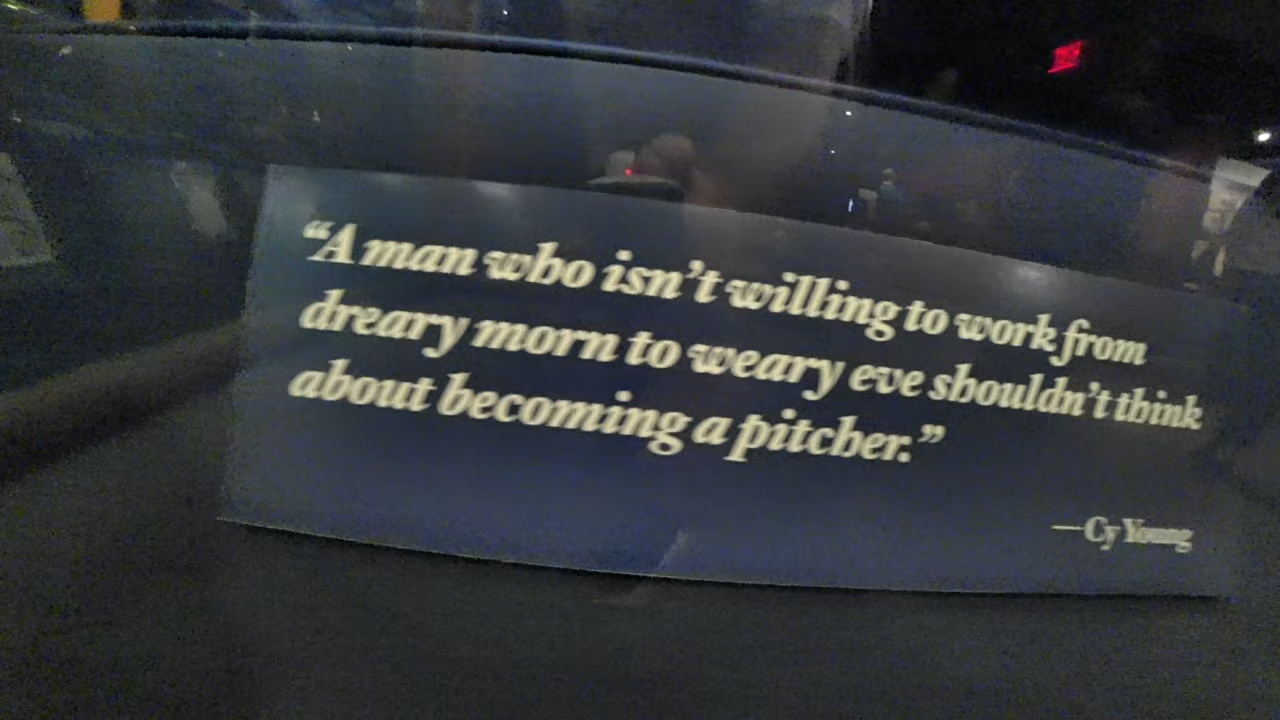 “A man who isn’t willing to work from
dreary morn to weary eve shouldn’t think
about becoming a pitcher.”
—Cy Young